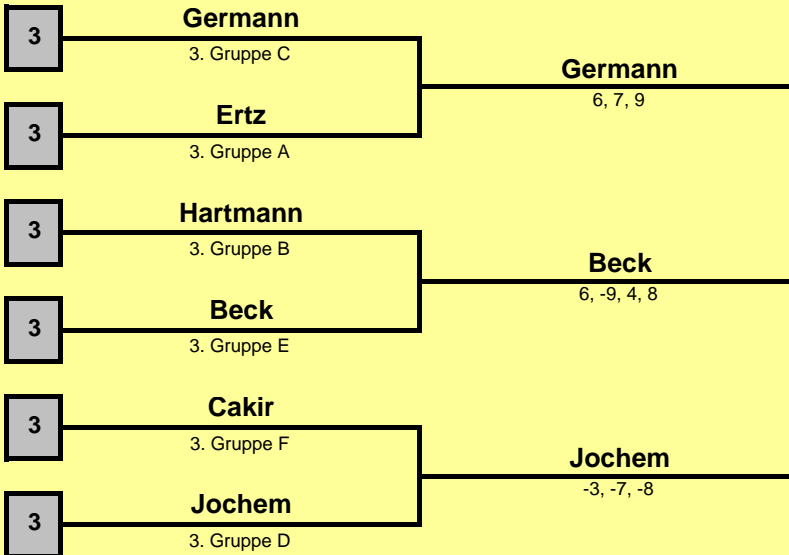 3
Germann
3. Gruppe C
Germann
6, 7, 9
3
Ertz
3. Gruppe A
3
Hartmann
3. Gruppe B
Beck
6, -9, 4, 8
3
Beck
3. Gruppe E
3
Cakir
3. Gruppe F
Jochem
-3, -7, -8
3
Jochem
3. Gruppe D